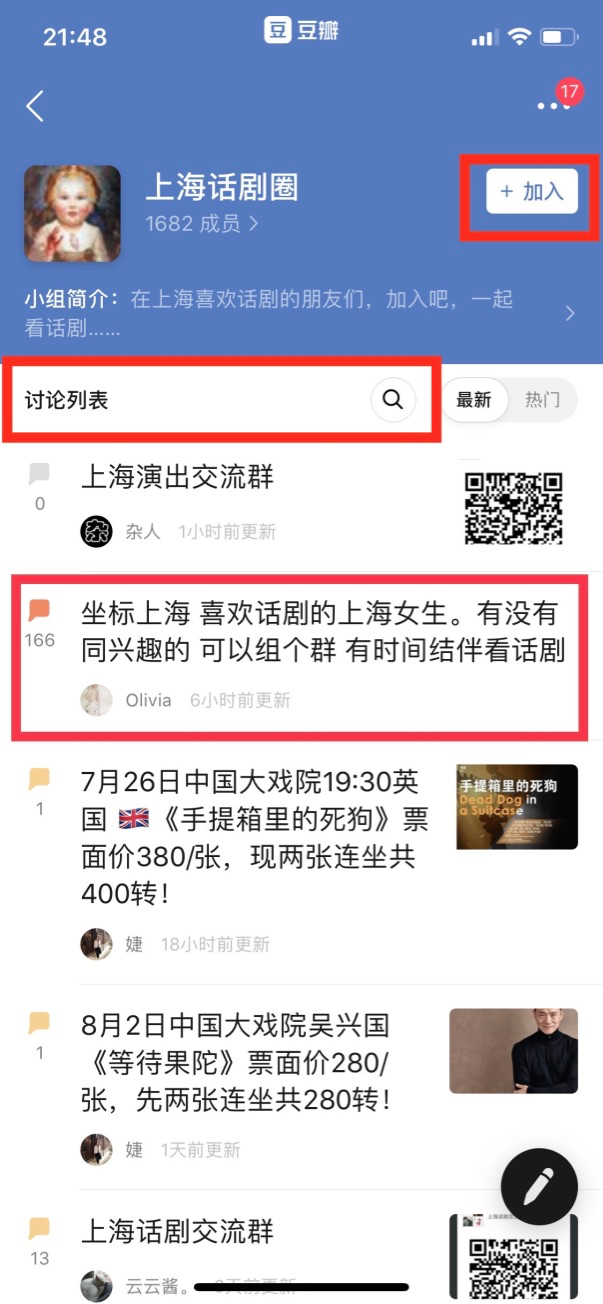 21:48
豆 豆瓣
17
上海话剧圈
+ 加入
1682 成员 >
小组简介：在上海喜欢话剧的朋友们，加入吧，一起
看话剧......
讨论列表
最新
热门
上海演出交流群
0
杂人 1小时前更新
坐标上海 喜欢话剧的上海女生。有没有
166
同兴趣的 可以组个群 有时间结伴看话剧
Olivia 6小时前更新
7月26日中国大戏院19:30英
1
国 🇬🇧《手提箱里的死狗》票
面价380/张，现两张连坐共
400转！
手提箱里的死狗
Dead Dog in
a Suitcase
婕 18小时前更新
8月2日中国大戏院吴兴国
1
《等待果陀》票面价280/
张，先两张连坐共280转！
婕 1天前更新
上海话剧交流群
13
云云酱。